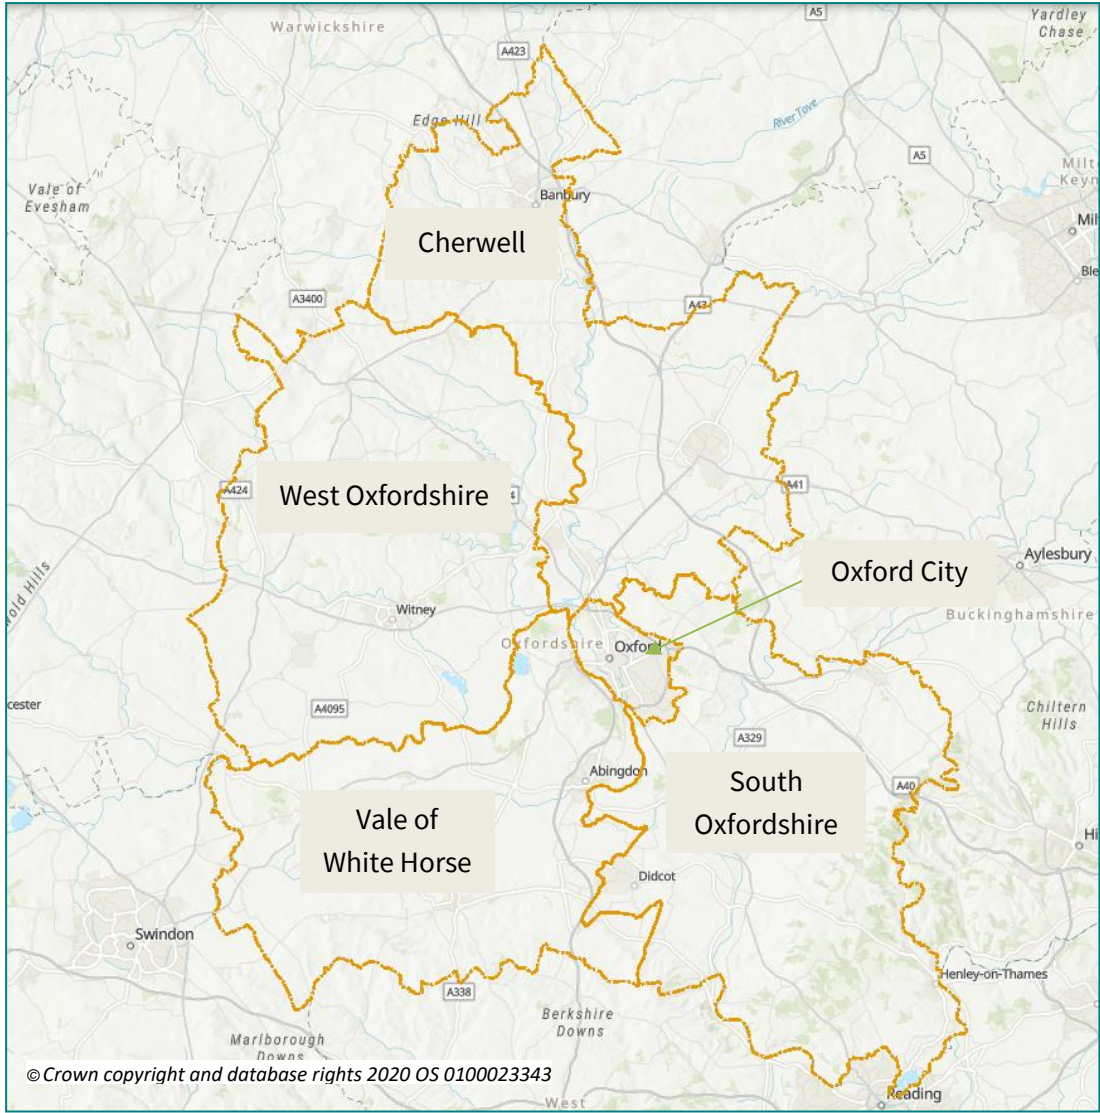 A5
Yardley
Chase
Warwickshire
A423
River Tove
Edge Hill
A5
Vale of
Evesham
Banbury
Cherwell
A3400
A43
West Oxfordshire
A424
4
A41
Oxford City
Aylesbury
Witney
Buckinghamshire
Oxfordshire
Oxford
A4095
Chiltern
Hills
A329
Abingdon
South
Oxfordshire
A40
Vale of
White Horse
Didcot
Swindon
Henley-on-Thames
A338
Berkshire
Downs
Marlborough
Downs
© Crown copyright and database rights 2020 OS 0100023343
West
Reading